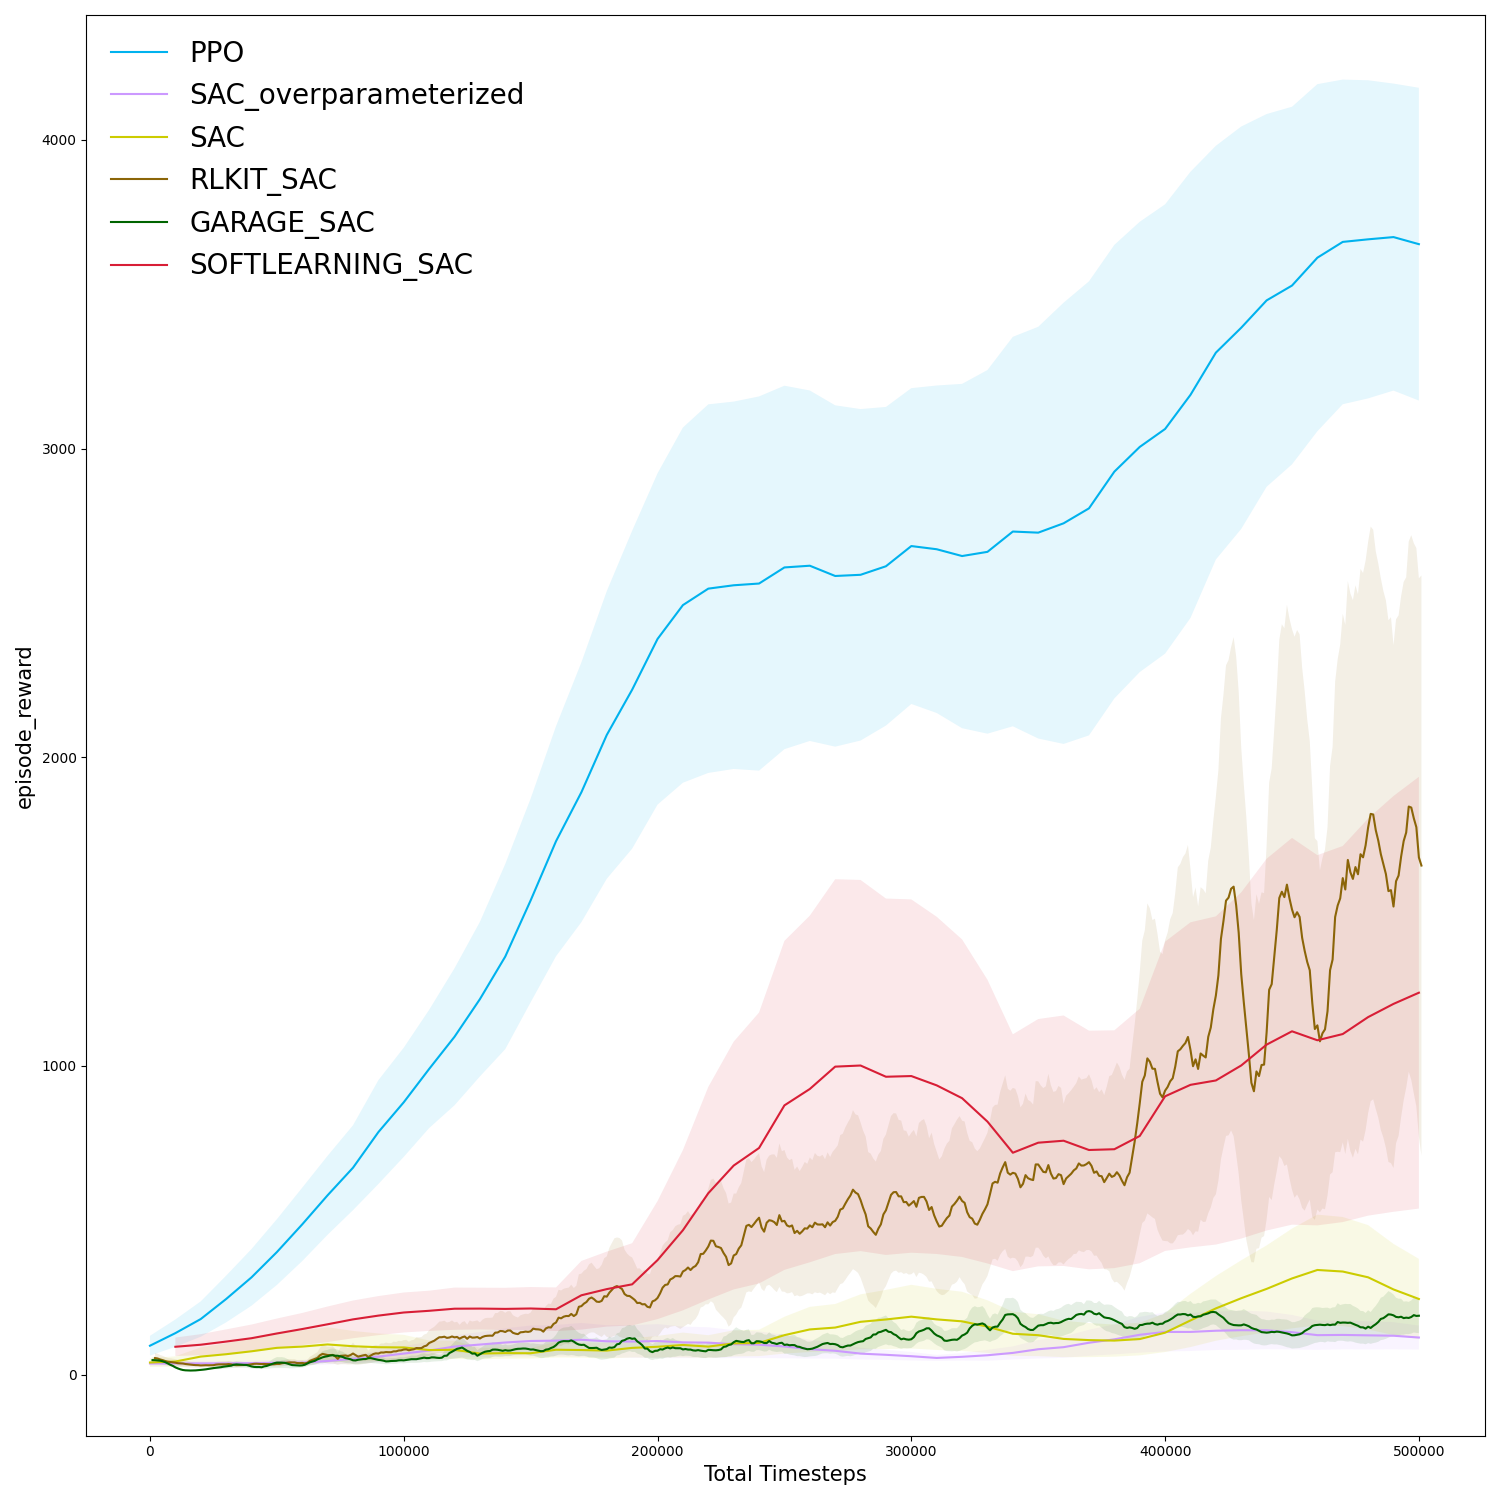 PPO
SAC_overparameterized
SAC
RLKIT_SAC
GARAGE_SAC
SOFTLEARNING_SAC
4000
3000
2000
1000
0
episode_reward
0 100000 200000 300000 400000 500000
Total Timesteps